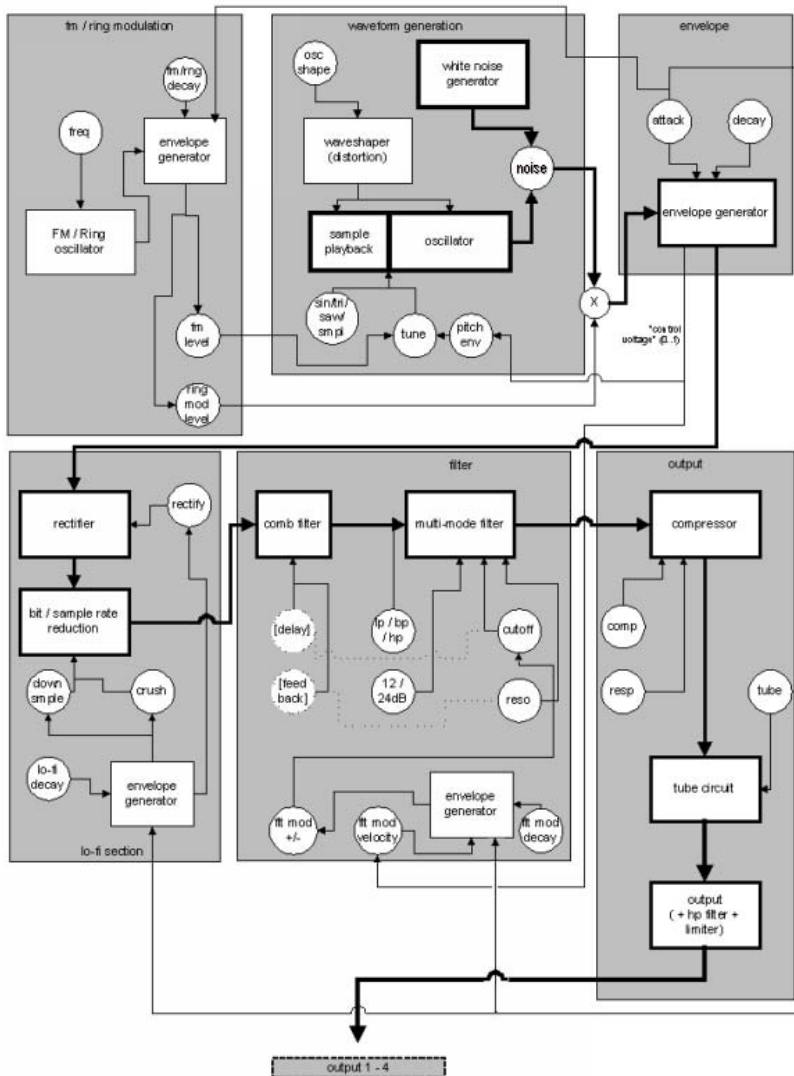 fm / ring modulation
fm/rng
decay
freq
envelope
generator
FM / Ring
oscillator
fm
level
ring
mod
level
waveform generation
osc
shape
white noise
generator
waveshaper
(distortion)
noise
sample
playback
oscillator
sin/tri/
saw/
smpl
tune
pitch
env
X
envelope
attack
decay
envelope generator
"control
voltage" (0..1)
rectifier
rectify
bit / sample rate
reduction
down
smple
crush
lo-fi
decay
envelope
generator
lo-fi section
filter
comb filter
multi-mode filter
[delay]
lp / bp
/ hp
cutoff
[feed
back]
12 /
24dB
reso
envelope
generator
flt mod
+/-
flt mod
velocity
flt mod
decay
output
compressor
comp
resp
tube
tube circuit
output
( + hp filter +
limiter)
output 1 - 4